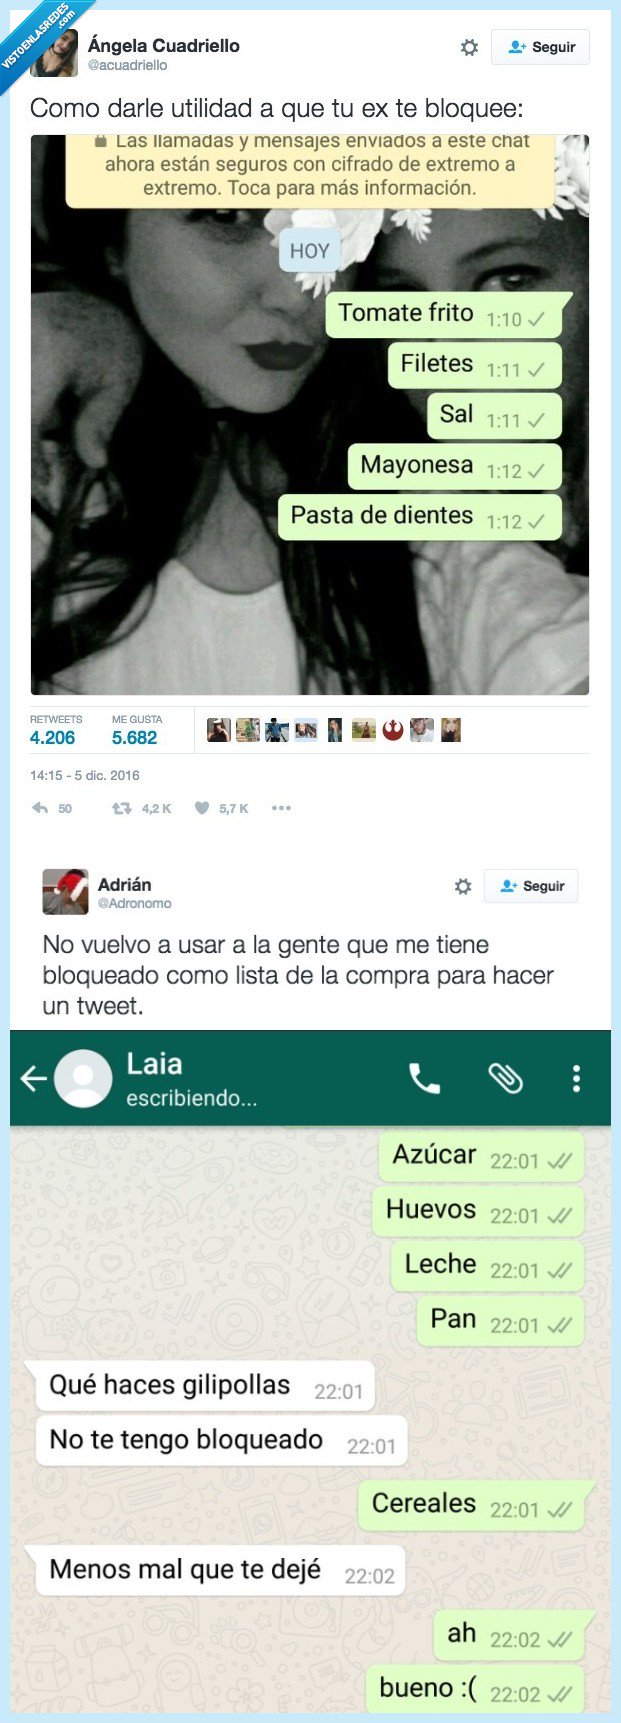 VISTOENLASREDES
.com
Ángela Cuadriello
@acuadriello
Seguir
Como darle utilidad a que tu ex te bloquee:
Las llamadas y mensajes enviados a este chat
ahora están seguros con cifrado de extremo a
extremo. Toca para más información.
HOY
Tomate frito 1:10
Filetes 1:11
Sal 1:11
Mayonesa 1:12
Pasta de dientes 1:12
RETWEETS ME GUSTA
4.206 5.682
14:15 - 5 dic. 2016
50 4,2 K 5,7 K
Adrián
@Adronomo
Seguir
No vuelvo a usar a la gente que me tiene
bloqueado como lista de la compra para hacer
un tweet.
Laia
escribiendo...
Azúcar 22:01
Huevos 22:01
Leche 22:01
Pan 22:01
Qué haces gilipollas 22:01
No te tengo bloqueado 22:01
Cereales 22:01
Menos mal que te dejé 22:02
ah 22:02
bueno :( 22:02